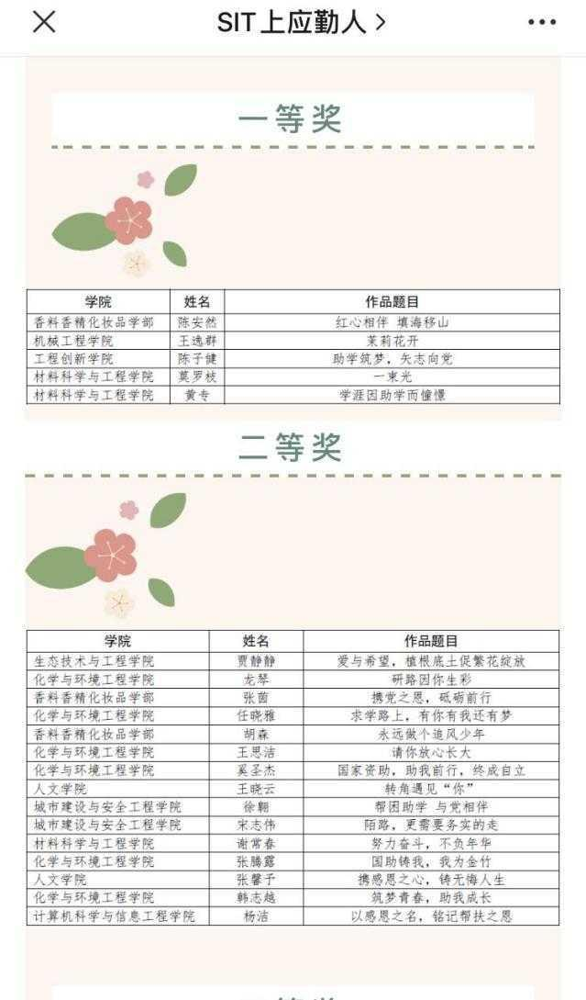 SIT上应勤人
一等奖
学院 姓名 作品题目
香料香精化妆品学部 陈安然 红心相伴 填海移山
机械工程学院 王逸群 茉莉花开
工程创新学院 陈子健 助学筑梦，矢志向党
材料科学与工程学院 莫罗枝 一束光
材料科学与工程学院 黄专 学涯因助学而憧憬
二等奖
学院 姓名 作品题目
生态技术与工程学院 贾静静 爱与希望，植根底土促繁花绽放
化学与环境工程学院 龙琴 研路因你生彩
香料香精化妆品学部 张茵 携党之恩，砥砺前行
化学与环境工程学院 任晓雅 求学路上，有你有我还有梦
香料香精化妆品学部 胡森 永远做个追风少年
化学与环境工程学院 王思洁 请你放心长大
化学与环境工程学院 奚圣杰 国家资助，助我前行，终成自立
人文学院 王晓云 转角遇见“你”
城市建设与安全工程学院 徐翱 帮困助学 与党相伴
城市建设与安全工程学院 宋志伟 陌路，更需要务实的走
材料科学与工程学院 谢常春 努力奋斗，不负年华
化学与环境工程学院 张腾露 国助铸我，我为金竹
人文学院 张馨予 携感恩之心，铸无悔人生
化学与环境工程学院 韩志越 筑梦青春，助我成长
计算机科学与信息工程学院 杨洁 以感恩之名，铭记帮扶之恩